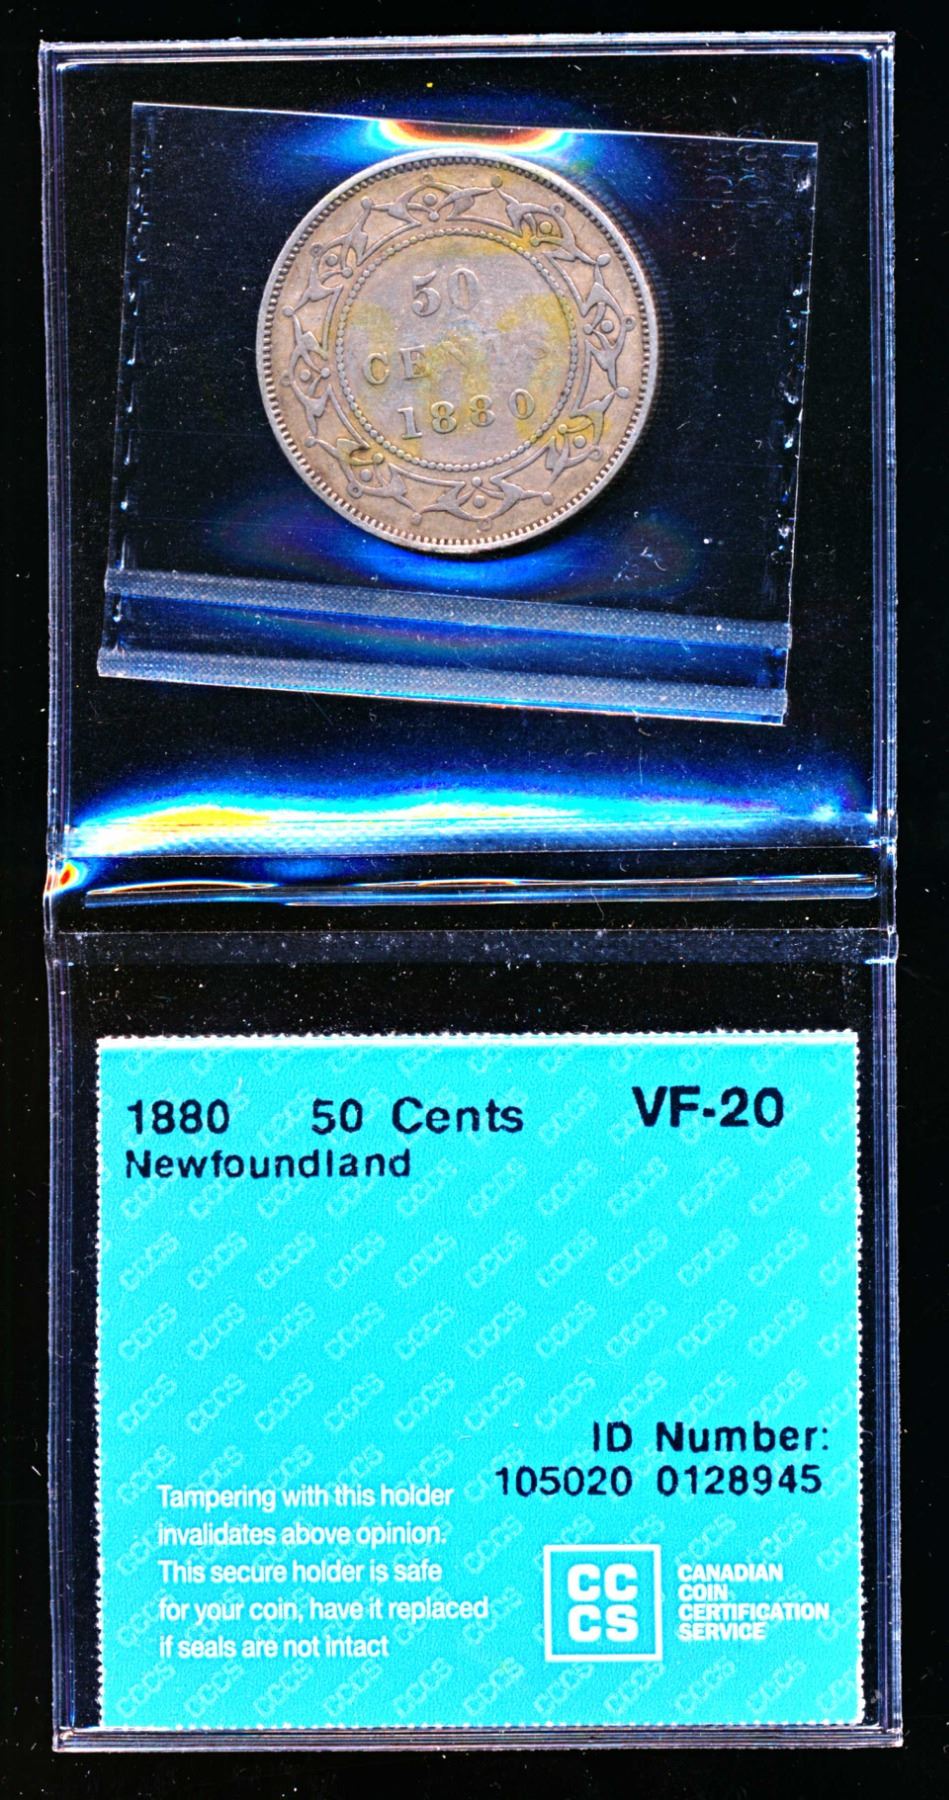 50
CENTS
1880
1880 50 Cents VF-20
Newfoundland
ID Number:
105020 0128945
Tampering with this holder
invalidates above opinion.
This secure holder is safe
for your coin, have it replaced
if seals are not intact
CC
CS
CANADIAN
COIN
CERTIFICATION
SERVICE